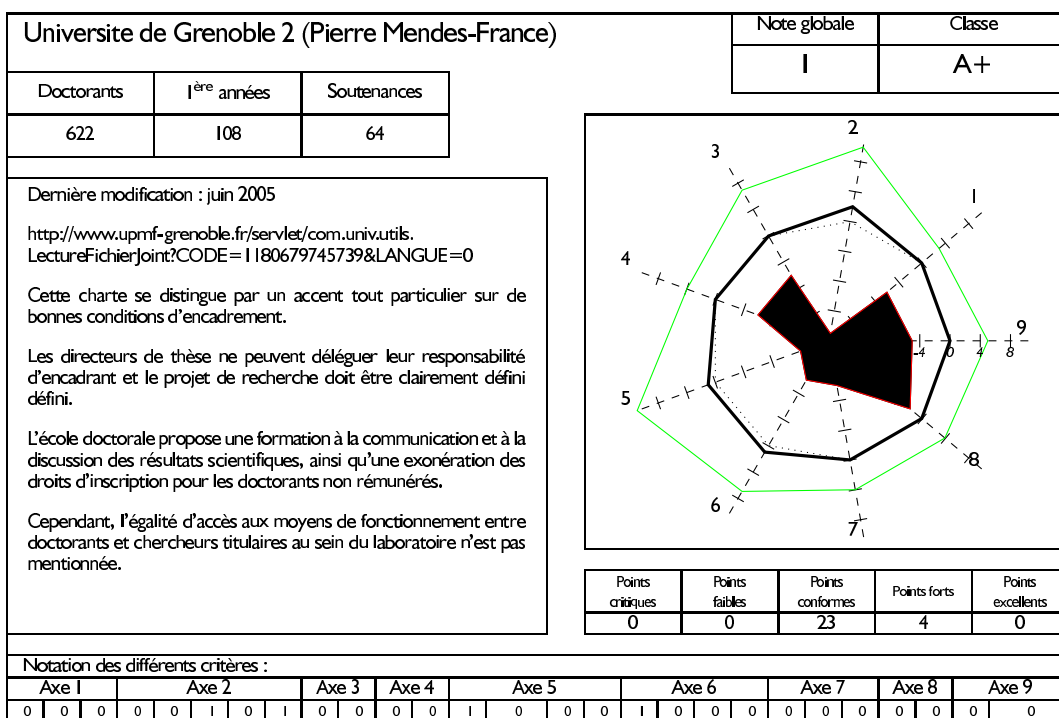 Universite de Grenoble 2 (Pierre Mendes-France)
Note globale Classe
1 A+
Doctorants 1ère années Soutenances
622 108 64
Dernière modification : juin 2005
http://www.upmf-grenoble.fr/servlet/com.univ.utils.
LectureFichierJoint?CODE=1180679745739&LANGUE=0
Cette charte se distingue par un accent tout particulier sur de
bonnes conditions d'encadrement.
Les directeurs de thèse ne peuvent déléguer leur responsabilité
d'encadrant et le projet de recherche doit être clairement défini
défini.
L'école doctorale propose une formation à la communication et à la
discussion des résultats scientifiques, ainsi qu'une exonération des
droits d'inscription pour les doctorants non rémunérés.
Cependant, l'égalité d'accès aux moyens de fonctionnement entre
doctorants et chercheurs titulaires au sein du laboratoire n'est pas
mentionnée.
2
3
1
4
9
-4 0 4 8
5
8
6
7
Points critiques Points faibles Points conformes Points forts Points excellents
0 0 23 4 0
Notation des différents critères :
Axe 1 Axe 2 Axe 3 Axe 4 Axe 5 Axe 6 Axe 7 Axe 8 Axe 9
0 0 0 0 0 1 0 1 0 0 0 0 1 0 0 0 1 0 0 0 0 0 0 0 0 0 0